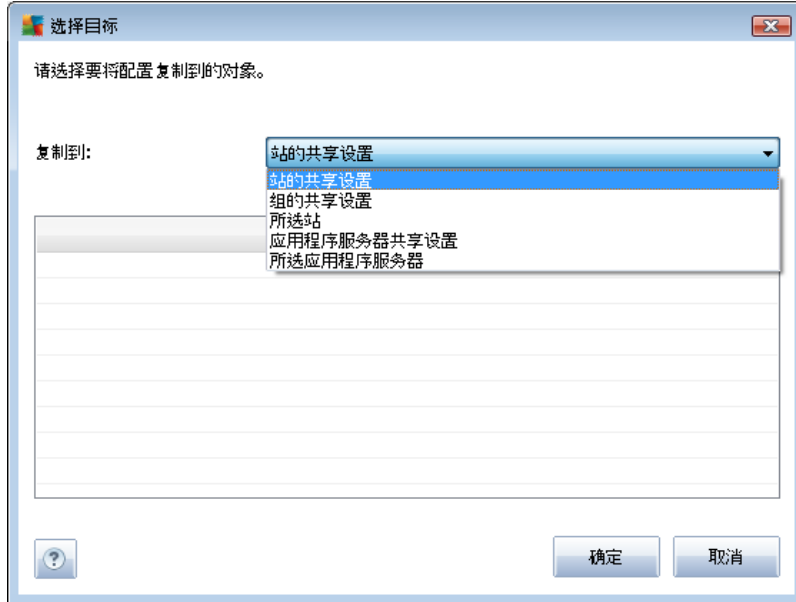 选择目标
请选择要将配置复制到的对象。
复制到:
站的共享设置
站的共享设置
组的共享设置
所选站
应用程序服务器共享设置
所选应用程序服务器
?
确定
取消